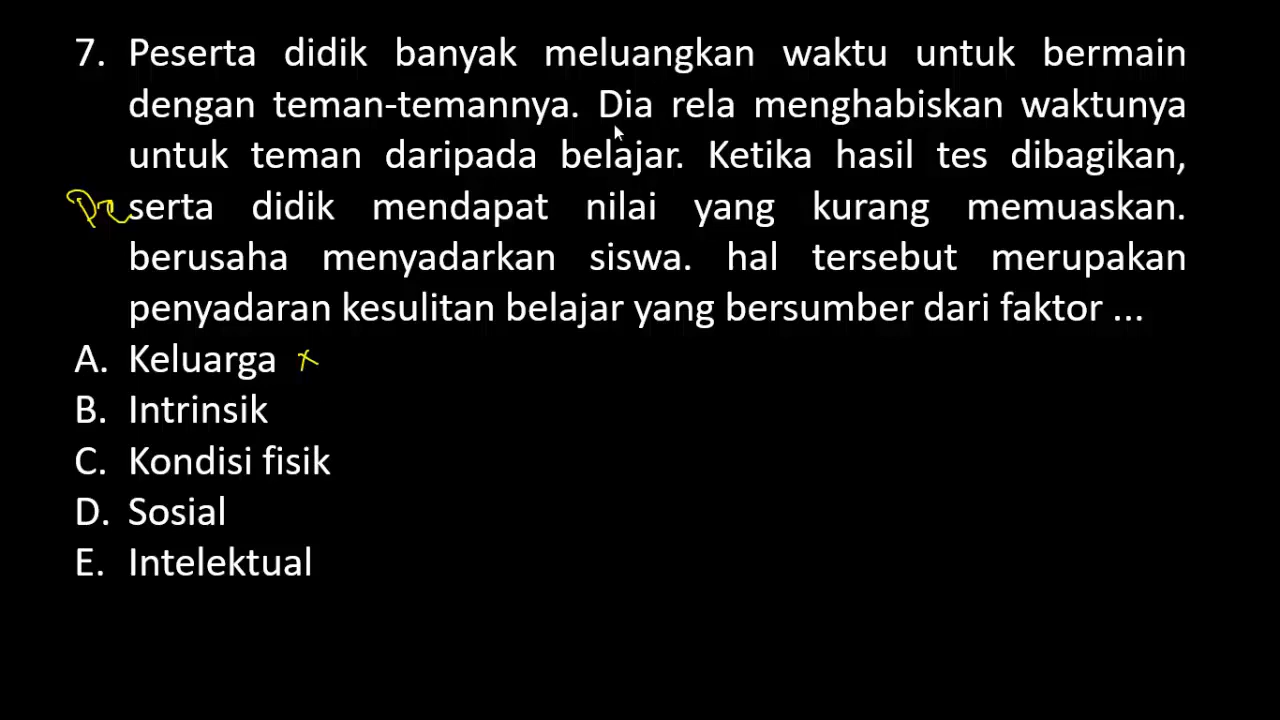 7. Peserta didik banyak meluangkan waktu untuk bermain
dengan teman-temannya. Dia rela menghabiskan waktunya
untuk teman daripada belajar. Ketika hasil tes dibagikan,
Peserta didik mendapat nilai yang kurang memuaskan.
berusaha menyadarkan siswa. hal tersebut merupakan
penyadaran kesulitan belajar yang bersumber dari faktor ...
A. Keluarga x
B. Intrinsik
C. Kondisi fisik
D. Sosial
E. Intelektual